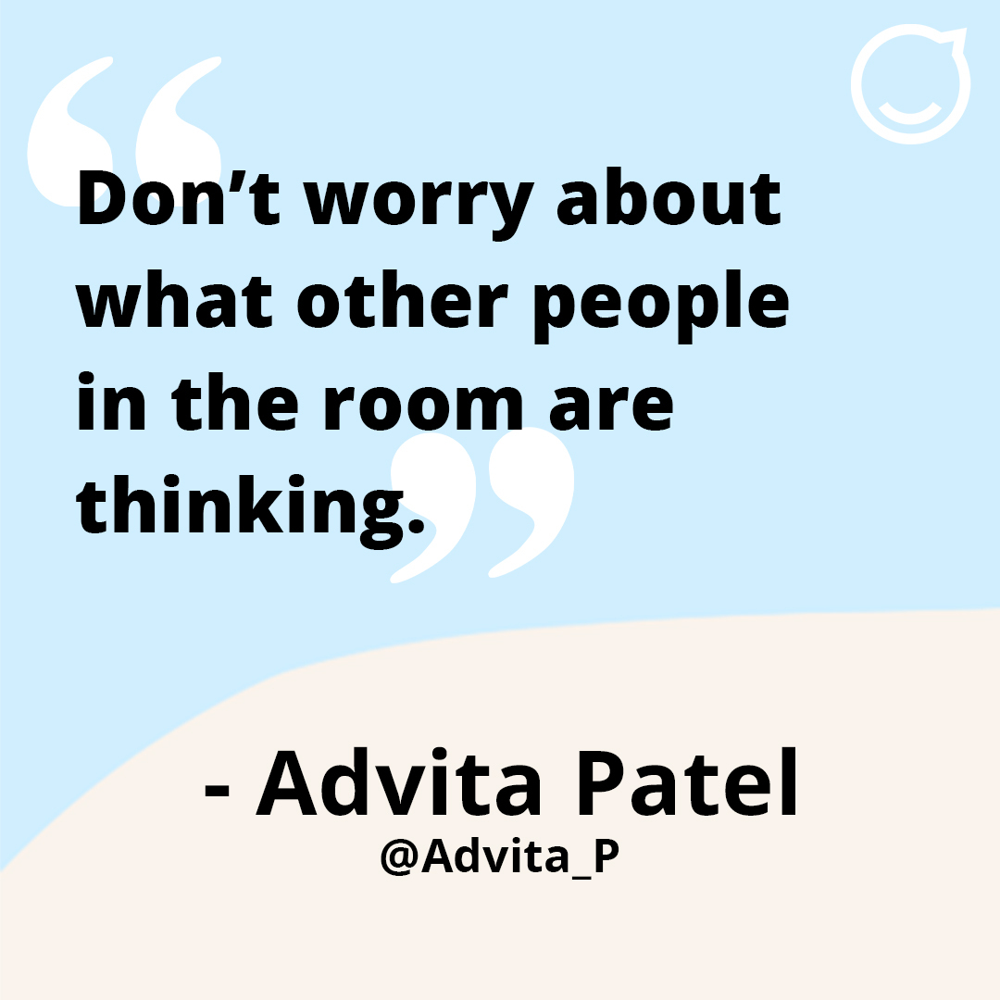 Don’t worry about
what other people
in the room are
thinking.
- Advita Patel
@Advita_P